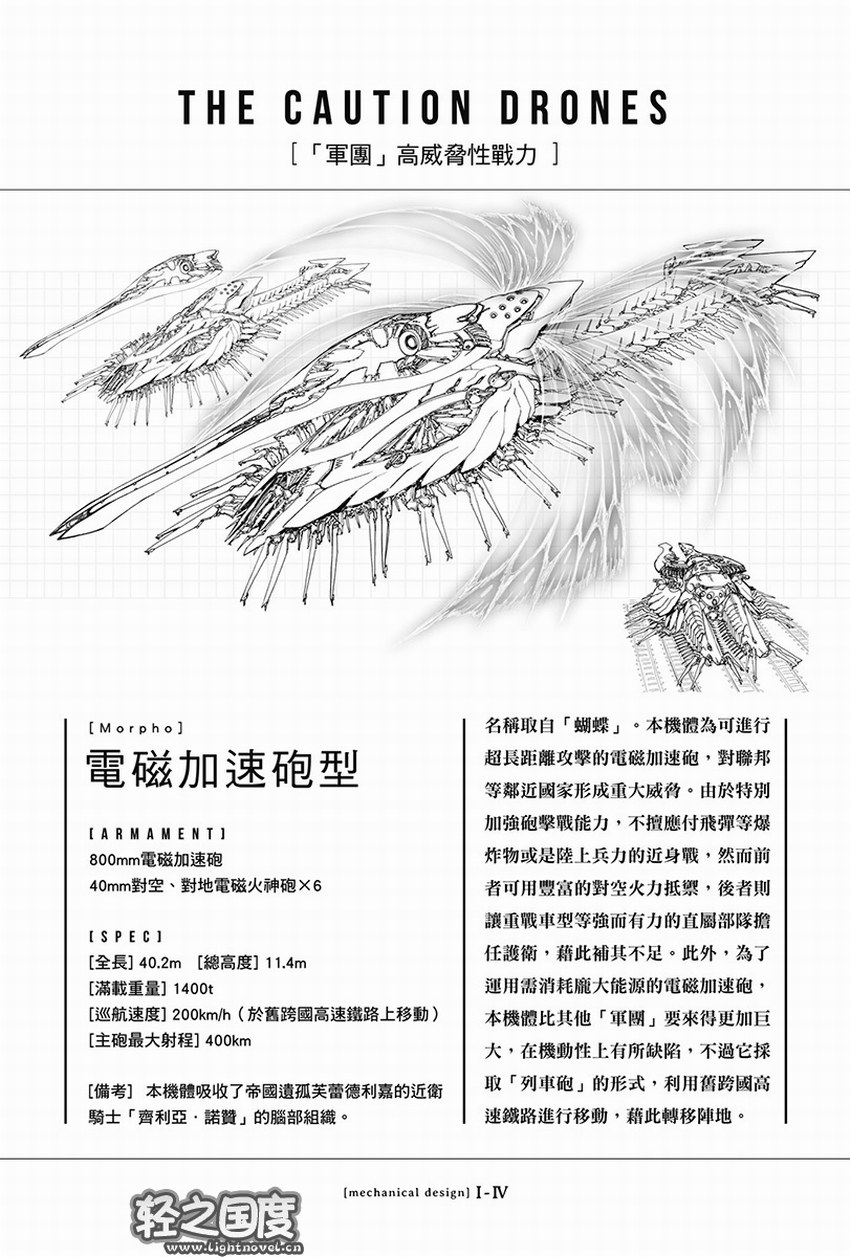 THE CAUTION DRONES
[「軍團」高威脅性戰力 ]
[Morpho]
電磁加速砲型
[ARMAMENT]
800mm電磁加速砲
40mm對空、對地電磁火神砲×6
[SPEC]
[全長] 40.2m [總高度] 11.4m
[滿載重量] 1400t
[巡航速度] 200km/h（於舊跨國高速鐵路上移動）
[主砲最大射程] 400km
[備考] 本機體吸收了帝國遺孤芙蕾德利嘉的近衛
騎士「齊利亞·諾贊」的腦部組織。
名稱取自「蝴蝶」。本機體為可進行
超長距離攻擊的電磁加速砲，對聯邦
等鄰近國家形成重大威脅。由於特別
加強砲擊戰能力，不擅應付飛彈等爆
炸物或是陸上兵力的近身戰，然而前
者可用豐富的對空火力抵禦，後者則
讓重戰車型等強而有力的直屬部隊擔
任護衛，藉此補其不足。此外，為了
運用需消耗龐大能源的電磁加速砲，
本機體比其他「軍團」要來得更加巨
大，在機動性上有所缺陷，不過它採
取「列車砲」的形式，利用舊跨國高
速鐵路進行移動，藉此轉移陣地。
[mechanical design] I-IV
轻之国度
www.lightnovel.cn